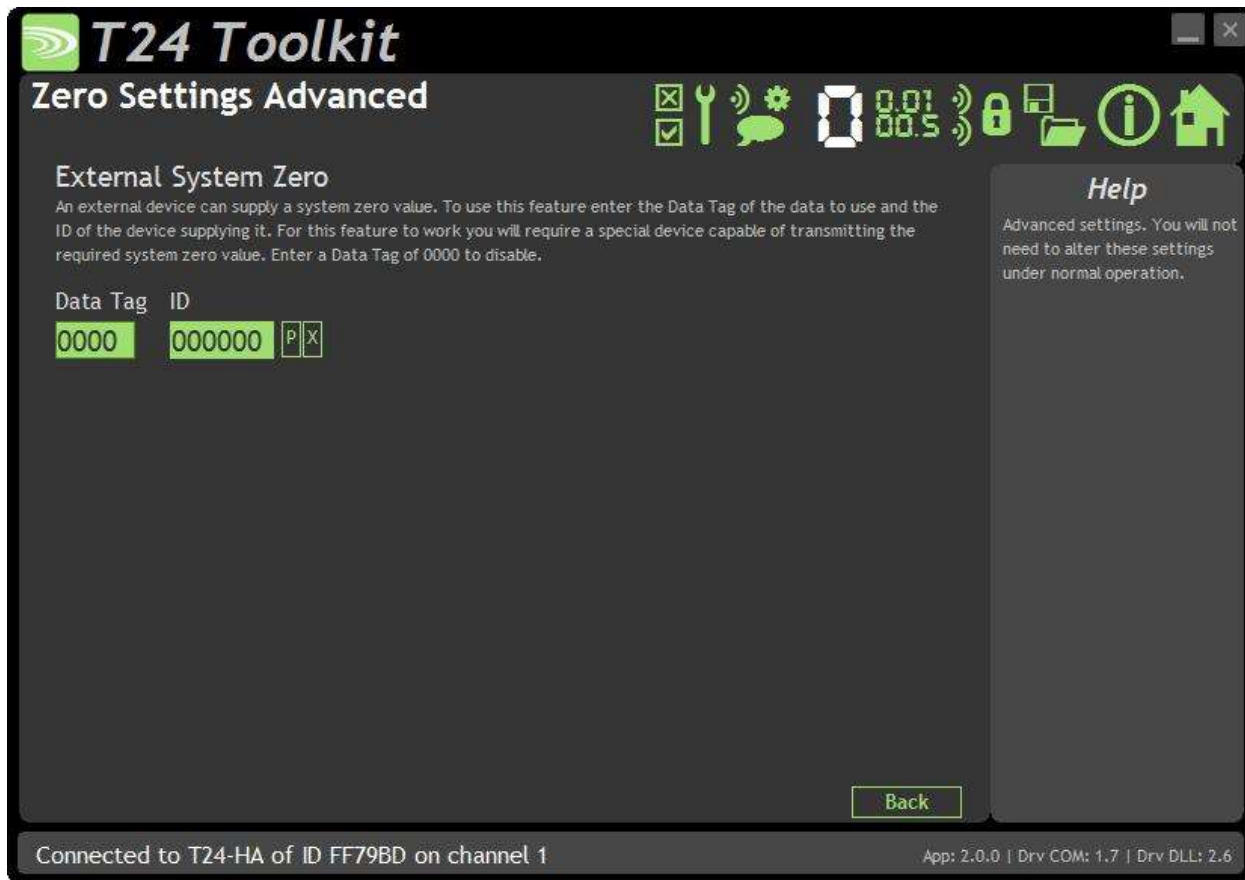 T24 Toolkit
Zero Settings Advanced
0
0.01
00.5
External System Zero
An external device can supply a system zero value. To use this feature enter the Data Tag of the data to use and the
ID of the device supplying it. For this feature to work you will require a special device capable of transmitting the
required system zero value. Enter a Data Tag of 0000 to disable.
Data Tag ID
0000 000000 P X
Help
Advanced settings. You will not
need to alter these settings
under normal operation.
Back
Connected to T24-HA of ID FF79BD on channel 1
App: 2.0.0 | Drv COM: 1.7 | Drv DLL: 2.6